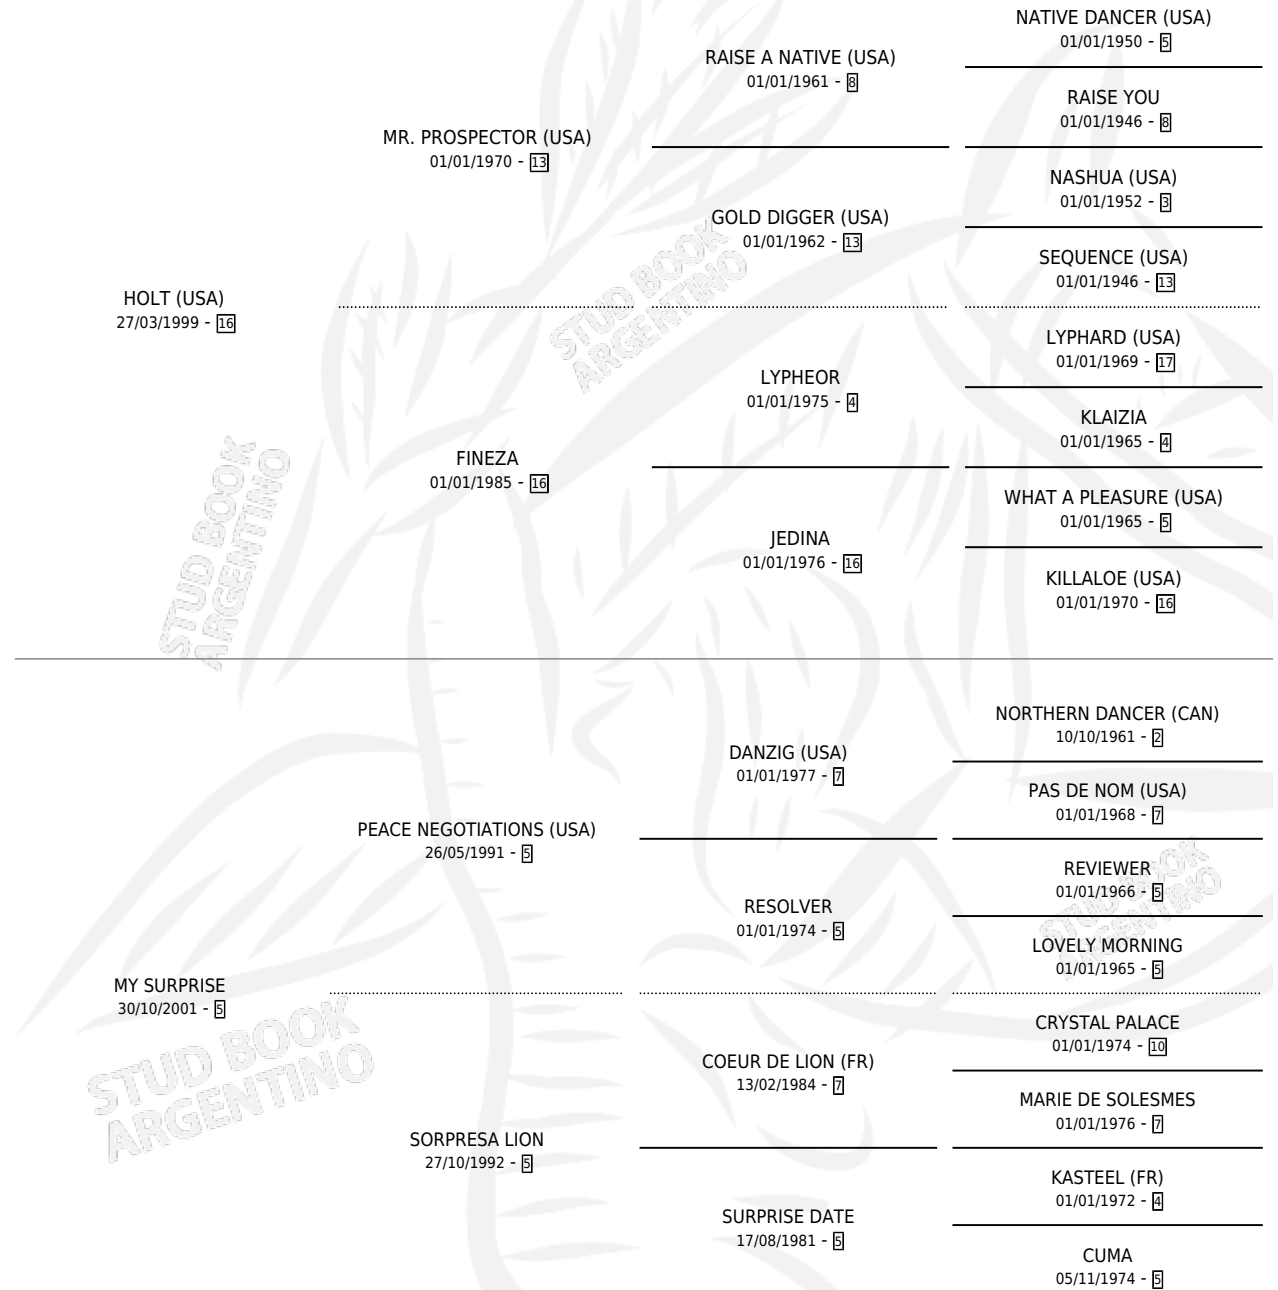 NATIVE DANCER (USA)
01/01/1950 - 5
RAISE A NATIVE (USA)
01/01/1961 - 8
RAISE YOU
01/01/1946 - 8
MR. PROSPECTOR (USA)
01/01/1970 - 13
NASHUA (USA)
01/01/1952 - 3
GOLD DIGGER (USA)
01/01/1962 - 13
SEQUENCE (USA)
01/01/1946 - 13
HOLT (USA)
27/03/1999 - 16
STUD BOOK
ARGENTINO
LYPHARD (USA)
01/01/1969 - 17
LYPHEOR
01/01/1975 - 4
KLAIZIA
01/01/1965 - 4
FINEZA
01/01/1985 - 16
WHAT A PLEASURE (USA)
01/01/1965 - 5
JEDINA
01/01/1976 - 16
KILLALOE (USA)
01/01/1970 - 16
STUD BOOK
ARGENTINO
NORTHERN DANCER (CAN)
10/10/1961 - 2
DANZIG (USA)
01/01/1977 - 7
PAS DE NOM (USA)
01/01/1968 - 7
PEACE NEGOTIATIONS (USA)
26/05/1991 - 5
REVIEWER
01/01/1966 - 5
RESOLVER
01/01/1974 - 5
LOVELY MORNING
01/01/1965 - 5
STUD BOOK
ARGENTINO
MY SURPRISE
30/10/2001 - 5
CRYSTAL PALACE
01/01/1974 - 10
COEUR DE LION (FR)
13/02/1984 - 7
MARIE DE SOLESMES
01/01/1976 - 7
STUD BOOK
ARGENTINO
SORPRESA LION
27/10/1992 - 5
KASTEEL (FR)
01/01/1972 - 4
SURPRISE DATE
17/08/1981 - 5
CUMA
05/11/1974 - 5